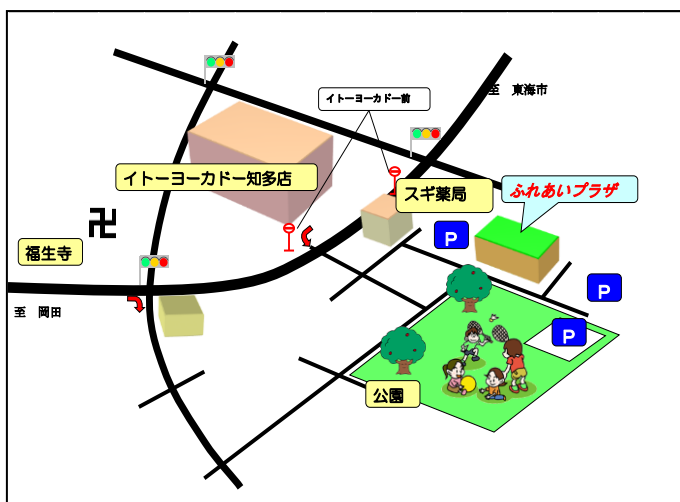 イトーヨーカドー前
至 東海市
イトーヨーカドー知多店
スギ薬局
ふれあいプラザ
卍
福生寺
P
P
至 岡田
P
公園